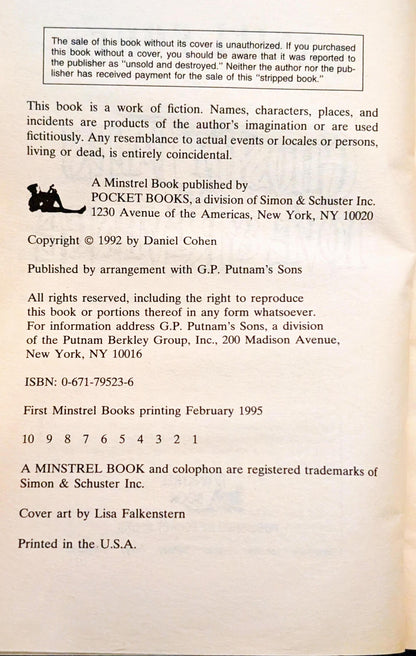 The sale of this book without its cover is unauthorized. If you purchased
this book without a cover, you should be aware that it was reported to
the publisher as "unsold and destroyed." Neither the author nor the pub-
lisher has received payment for the sale of this "stripped book."
This book is a work of fiction. Names, characters, places, and
incidents are products of the author's imagination or are used
fictitiously. Any resemblance to actual events or locales or persons,
living or dead, is entirely coincidental.
A Minstrel Book published by
POCKET BOOKS, a division of Simon & Schuster Inc.
1230 Avenue of the Americas, New York, NY 10020
Copyright © 1992 by Daniel Cohen
Published by arrangement with G.P. Putnam's Sons
All rights reserved, including the right to reproduce
this book or portions thereof in any form whatsoever.
For information address G.P. Putnam's Sons, a division
of the Putnam Berkley Group, Inc., 200 Madison Avenue,
New York, NY 10016
ISBN: 0-671-79523-6
First Minstrel Books printing February 1995
10 9 8 7 6 5 4 3 2 1
A MINSTREL BOOK and colophon are registered trademarks of
Simon & Schuster Inc.
Cover art by Lisa Falkenstern
Printed in the U.S.A.